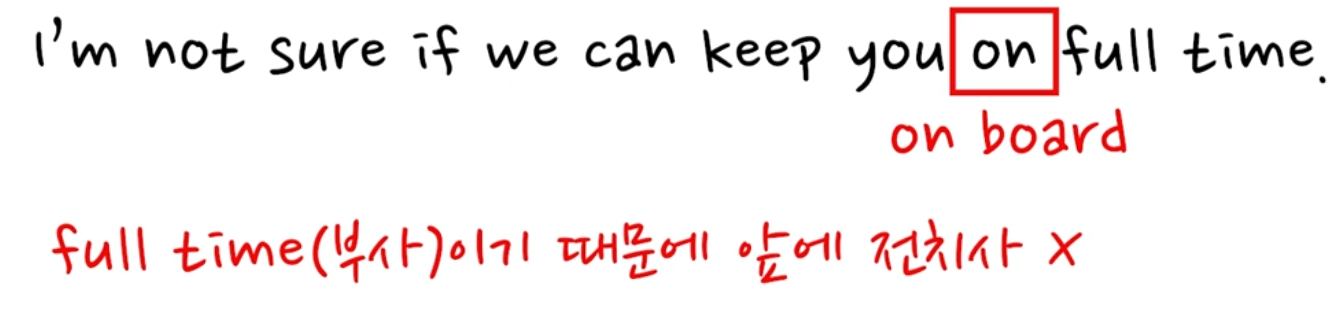 I'm not sure if we can keep you on full time.
on board
full time(부사)이기 때문에 앞에 전치사 X